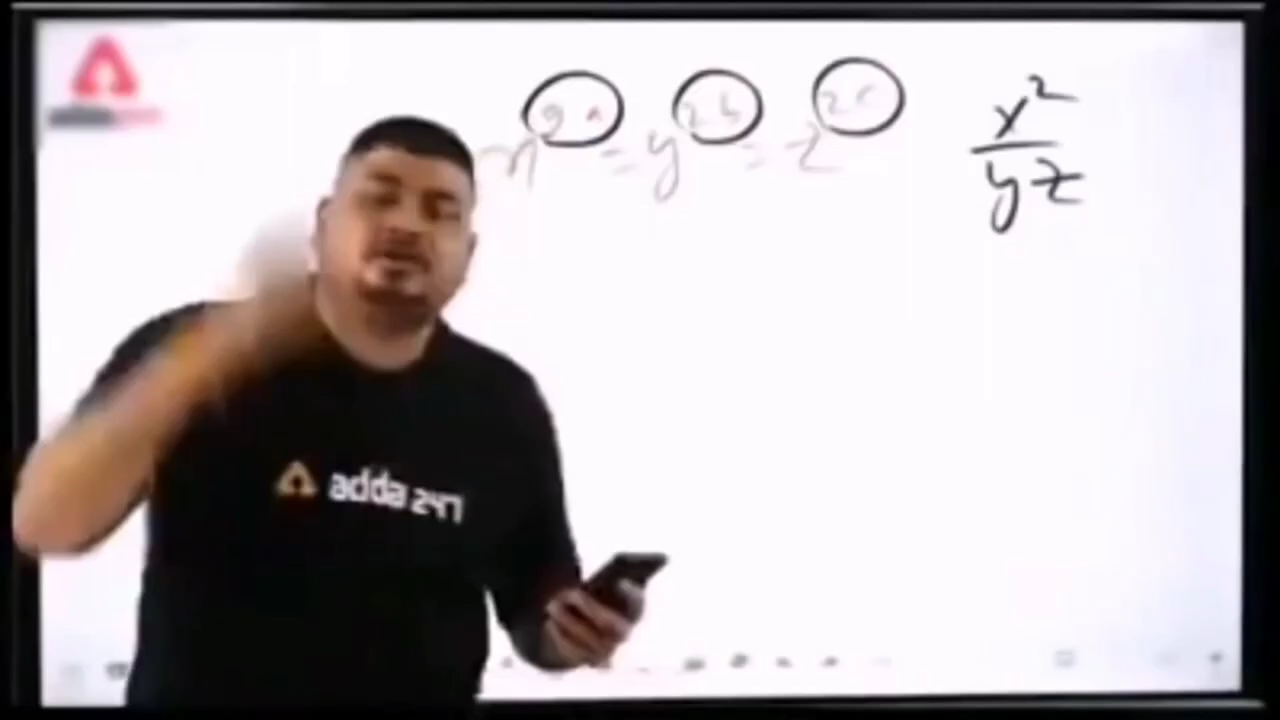 x^{2a} = y^{2b} = z^{2c}
x²
yz
adda 247